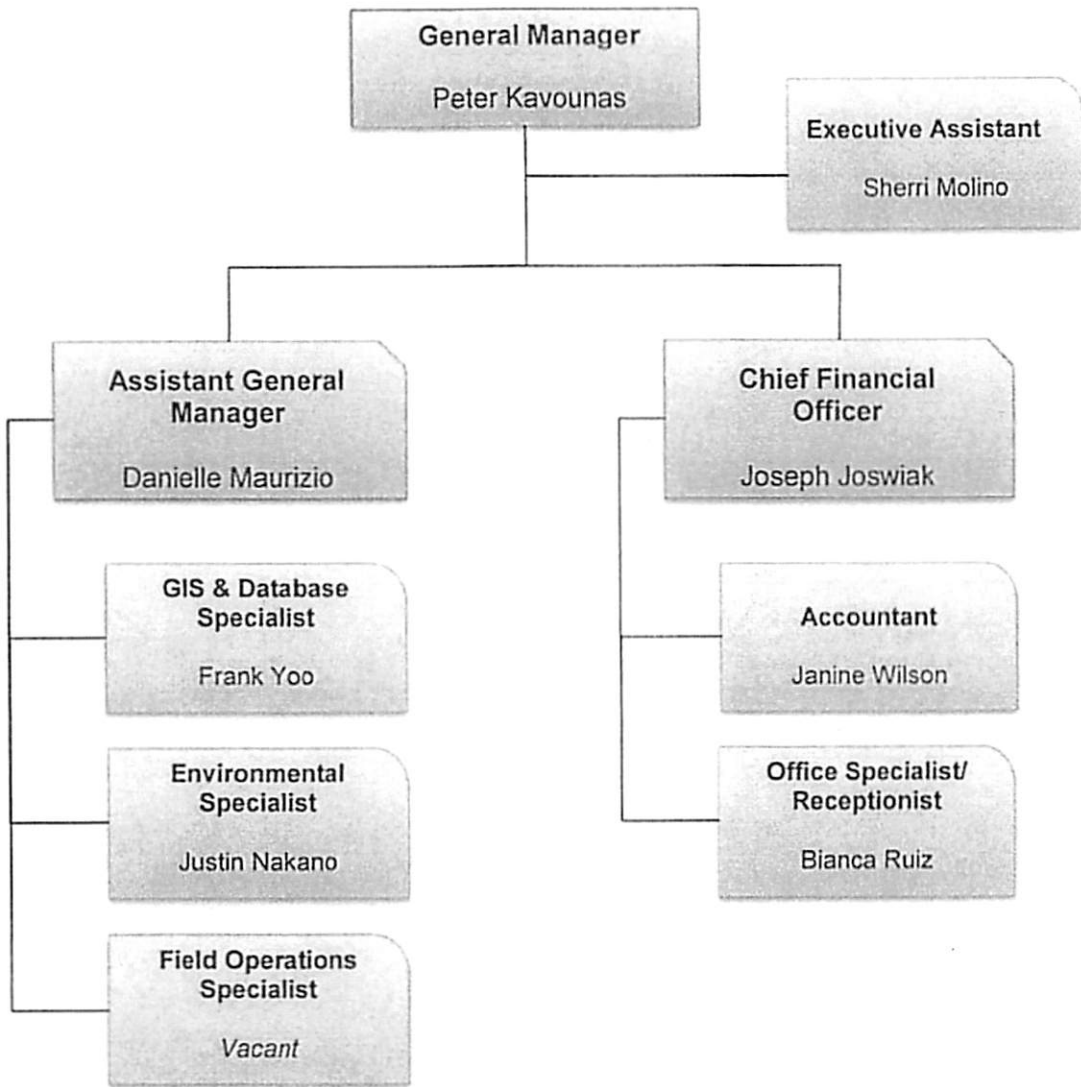 General Manager
Peter Kavounas
Executive Assistant
Sherri Molino
Assistant General
Manager
Danielle Maurizio
GIS & Database
Specialist
Frank Yoo
Environmental
Specialist
Justin Nakano
Field Operations
Specialist
Vacant
Chief Financial
Officer
Joseph Joswiak
Accountant
Janine Wilson
Office Specialist/
Receptionist
Bianca Ruiz